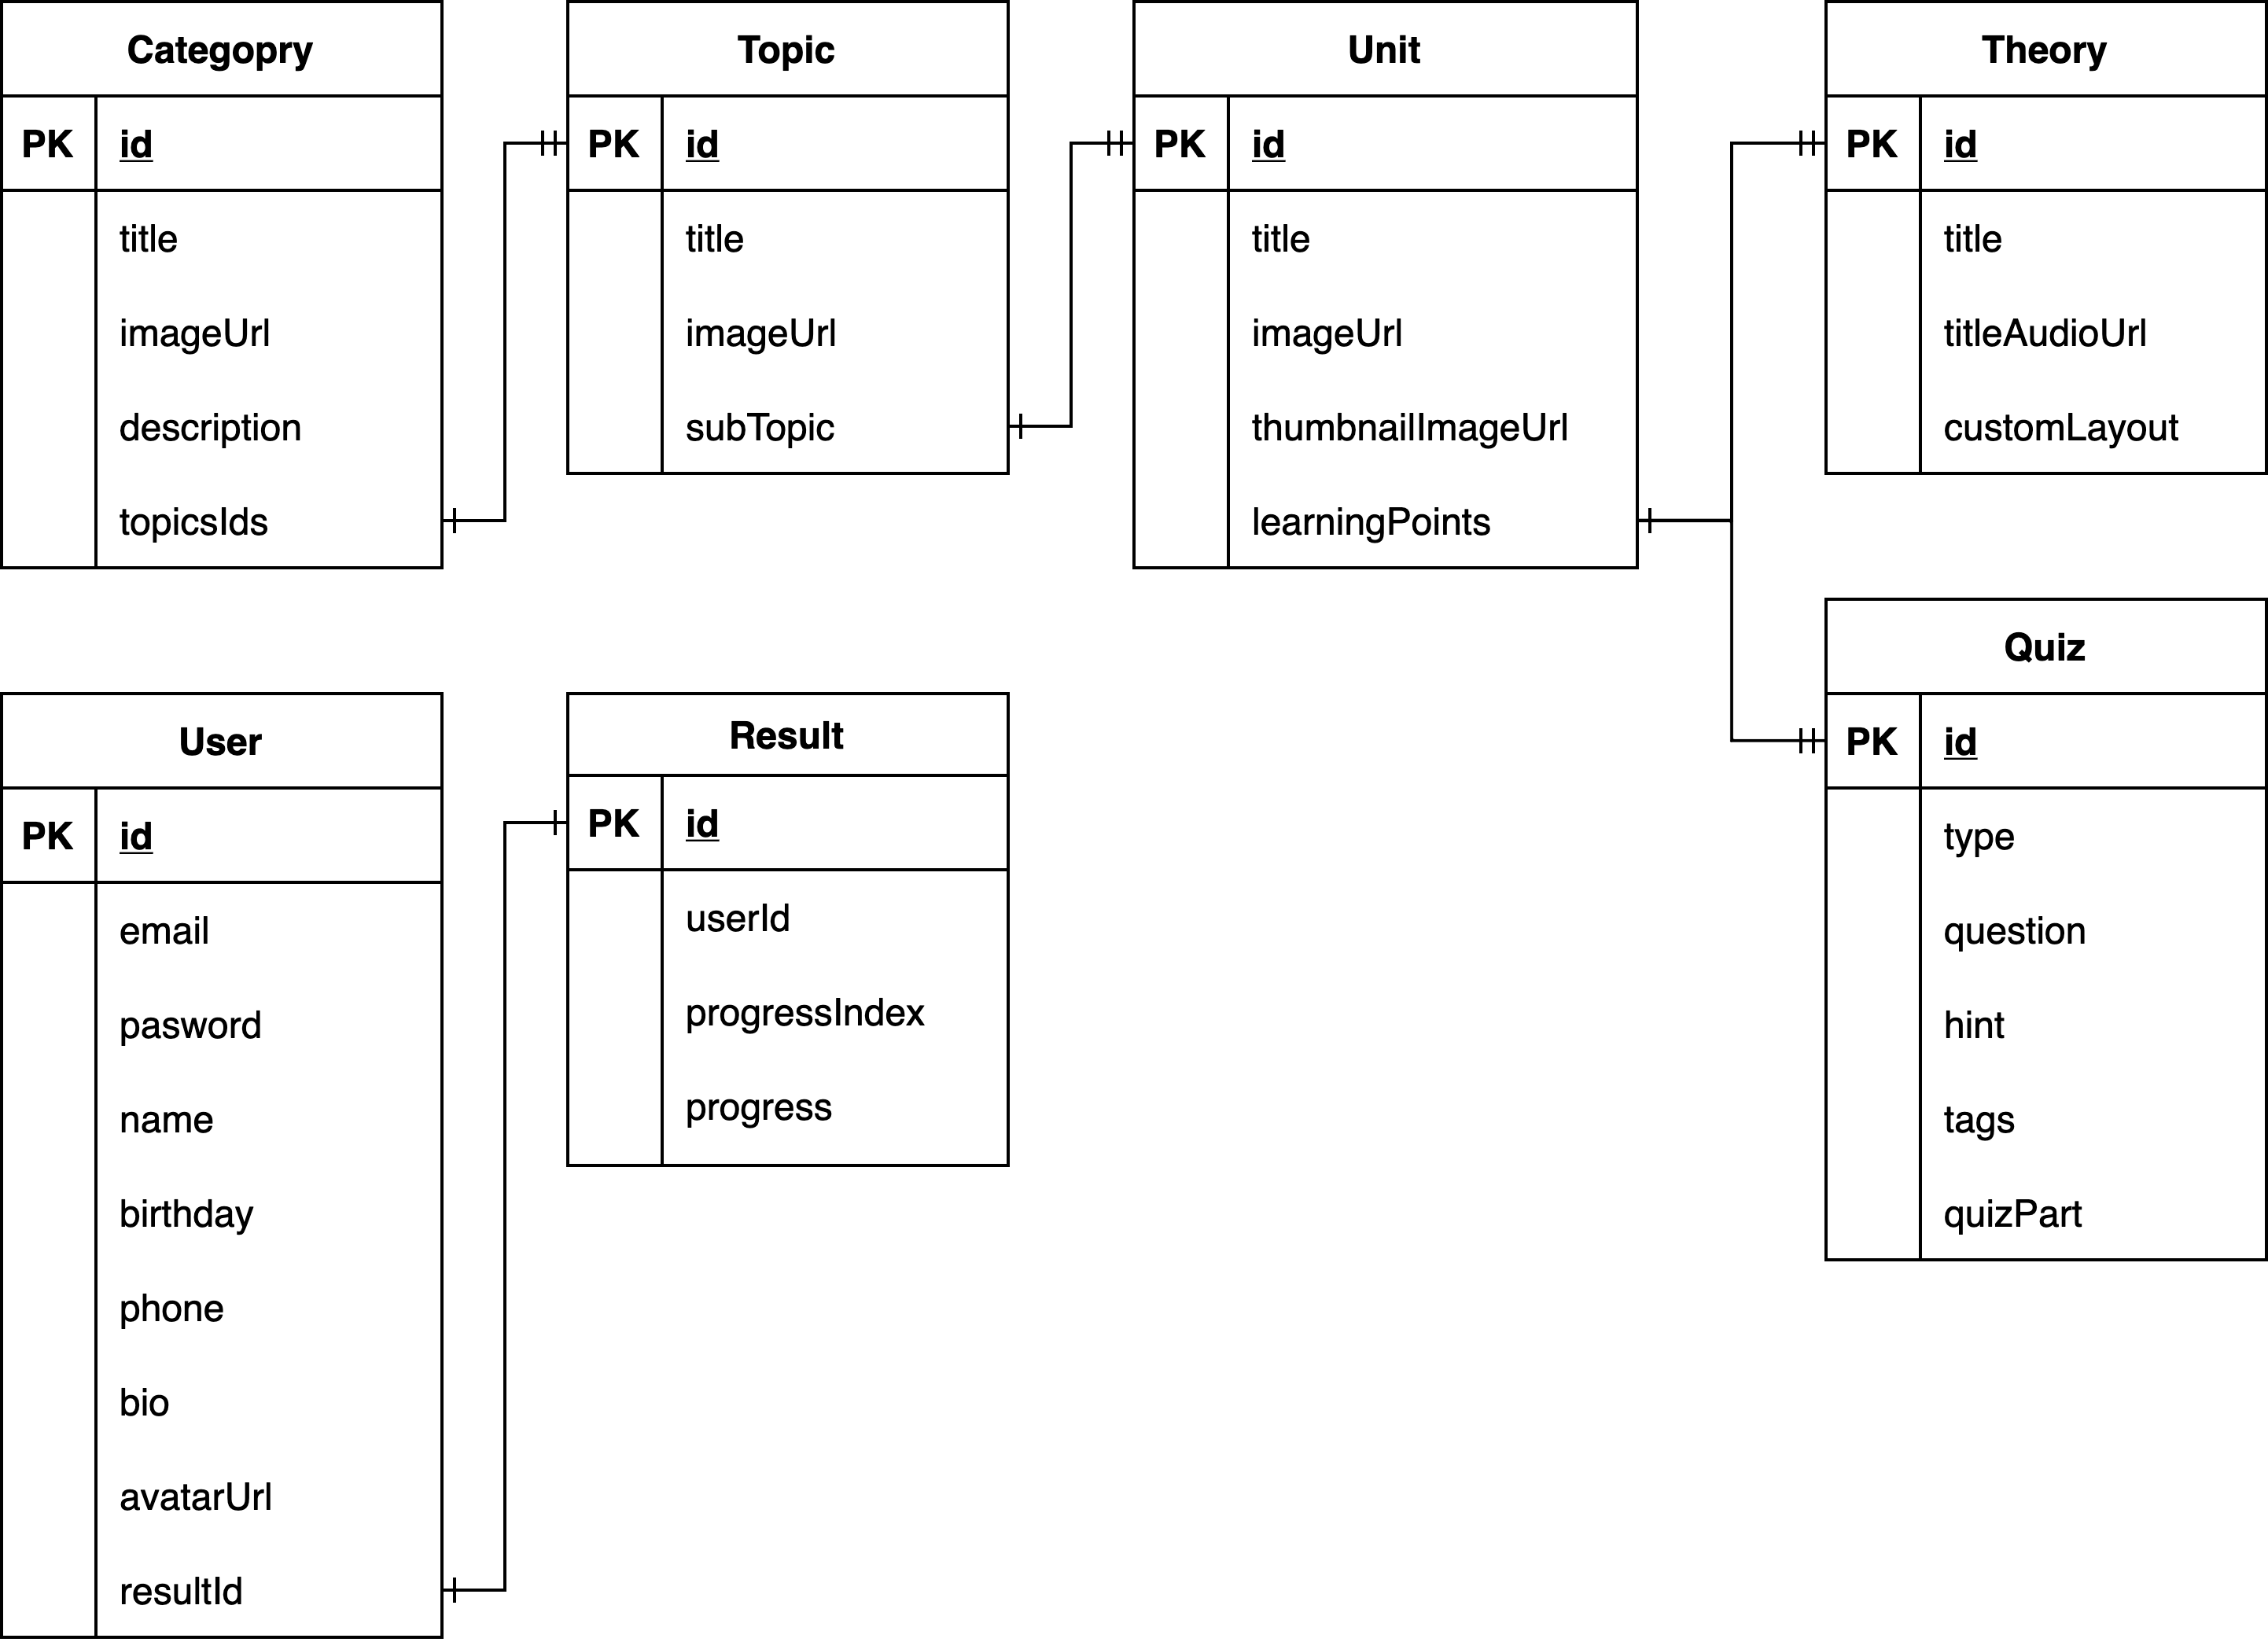 Categopry
PK id
title
imageUrl
description
topicsIds
Topic
PK id
title
imageUrl
subTopic
Unit
PK id
title
imageUrl
thumbnailImageUrl
learningPoints
Theory
PK id
title
titleAudioUrl
customLayout
Quiz
PK id
type
question
hint
tags
quizPart
User
PK id
email
pasword
name
birthday
phone
bio
avatarUrl
resultId
Result
PK id
userId
progressIndex
progress